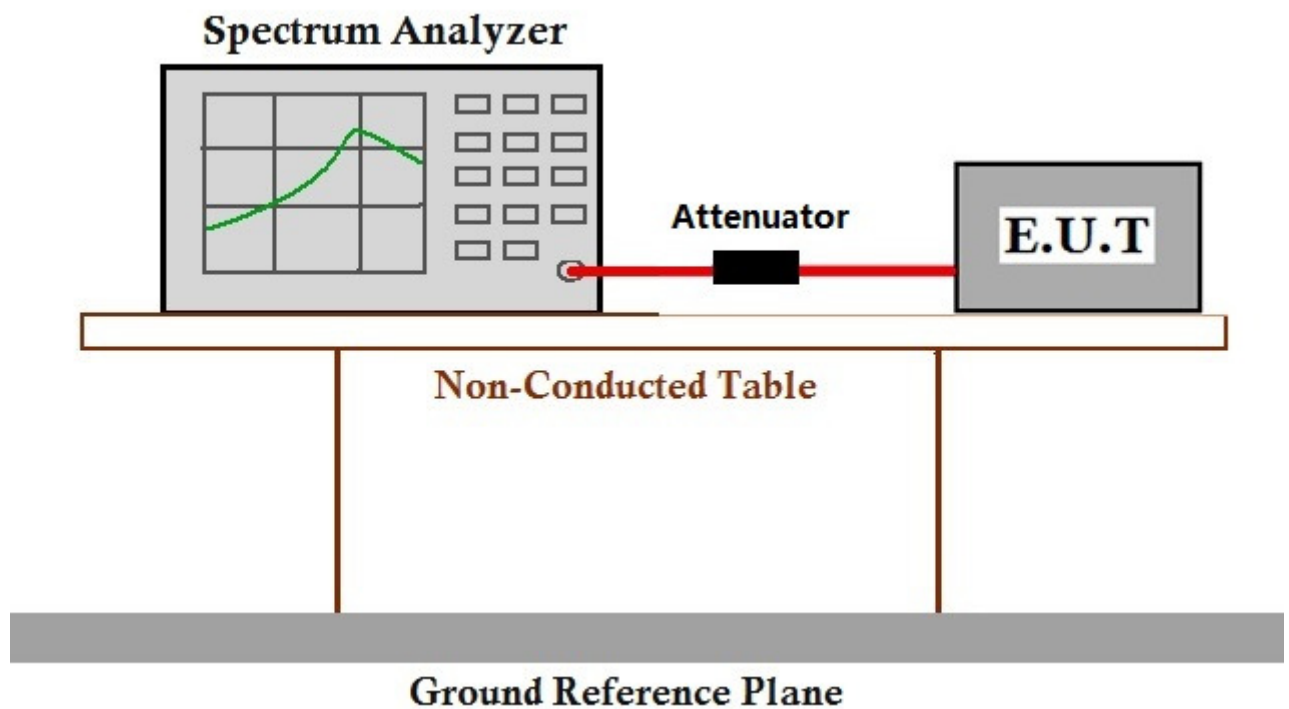 Spectrum Analyzer
Attenuator
E.U.T
Non-Conducted Table
Ground Reference Plane